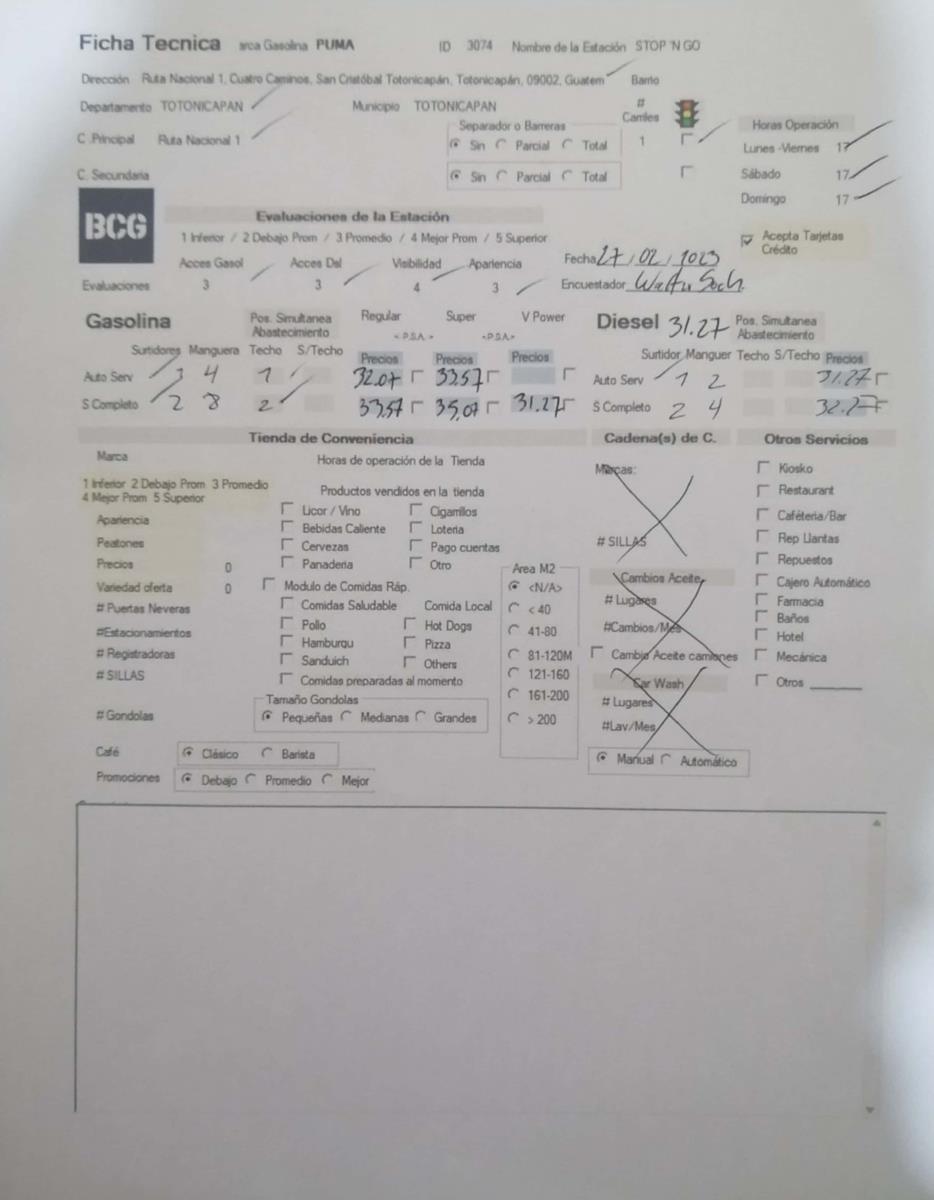 Ficha Tecnica arca Gasolina PUMA ID 3074 Nombre de la Estación STOP 'N GO
Dirección Ruta Nacional 1, Cuatro Caminos, San Cristóbal Totonicapán, Totonicapán, 09002, Guatem Barrio
Departamento TOTONICAPAN Municipio TOTONICAPAN # Carriles
C .Principal Ruta Nacional 1 Separador o Barreras Horas Operación
Sin Parcial Total 1 Lunes -Viernes 17
C. Secundaria Sin Parcial Total Sábado 17
Domingo 17
BCG Evaluaciones de la Estación
1 Inferior / 2 Debajo Prom / 3 Promedio / 4 Mejor Prom / 5 Superior Acepta Tarjetas Crédito
Acces Gasol Acces Dsl Visibilidad Apariencia Fecha 27/02/2023
Evaluaciones 3 3 4 3 Encuestador
Gasolina Pos. Simultanea Abastecimiento Regular Super V Power Diesel 31.27 Pos. Simultanea Abastecimiento
<P.S.A.> <P.S.A.>
Surtidores Manguera Techo S/Techo Precios Precios Precios Surtidor Manguer Techo S/Techo Precios
Auto Serv 1 4 1 32.07 33.57 Auto Serv 1 2 31.27
S Completo 2 8 2 33.57 35.07 31.27 S Completo 2 4 32.27
Tienda de Conveniencia Cadena(s) de C. Otros Servicios
Marca Horas de operación de la Tienda Marcas: Kiosko
1 Inferior 2 Debajo Prom 3 Promedio Productos vendidos en la tienda Restaurant
4 Mejor Prom 5 Superior Licor / Vino Cigarrillos Caféteria/Bar
Apariencia Bebidas Caliente Loteria Rep Llantas
Peatones Cervezas Pago cuentas # SILLAS Repuestos
Precios 0 Panaderia Otro Area M2 Cambios Aceite Cajero Automático
Variedad oferta 0 Modulo de Comidas Ráp. <N/A> # Lugares Farmacia
# Puertas Neveras Comidas Saludable Comida Local < 40 Baños
#Estacionamientos Pollo Hot Dogs 41-80 #Cambios/Mes Hotel
# Registradoras Hamburgu Pizza 81-120M Cambio Aceite camiones Mecánica
# SILLAS Sanduich Others 121-160 Car Wash Otros
Comidas preparadas al momento 161-200 # Lugares
Tamaño Gondolas
# Gondolas Pequeñas Medianas Grandes > 200 #Lav/Mes
Café Clásico Barista Manual Automático
Promociones Debajo Promedio Mejor